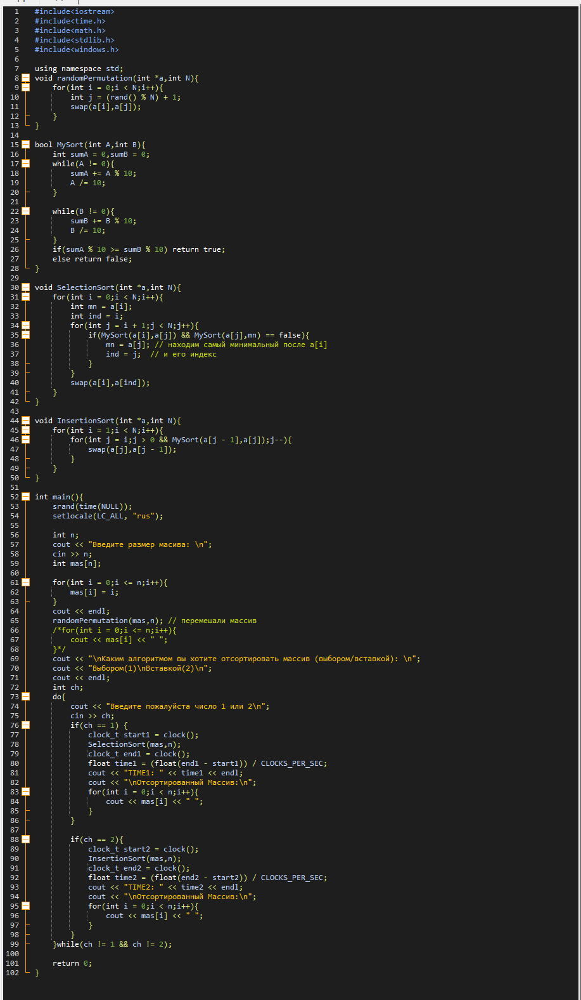 1 #include<iostream>
2 #include<time.h>
3 #include<math.h>
4 #include<stdlib.h>
5 #include<windows.h>
6
7 using namespace std;
8 void randomPermutation(int *a,int N){
9 for(int i = 0;i < N;i++){
10 int j = (rand() % N) + 1;
11 swap(a[i],a[j]);
12 }
13 }
14
15 bool MySort(int A,int B){
16 int sumA = 0,sumB = 0;
17 while(A != 0){
18 sumA += A % 10;
19 A /= 10;
20 }
21
22 while(B != 0){
23 sumB += B % 10;
24 B /= 10;
25 }
26 if(sumA % 10 >= sumB % 10) return true;
27 else return false;
28 }
29
30 void SelectionSort(int *a,int N){
31 for(int i = 0;i < N;i++){
32 int mn = a[i];
33 int ind = i;
34 for(int j = i + 1;j < N;j++){
35 if(MySort(a[i],a[j]) && MySort(a[j],mn) == false){
36 mn = a[j]; // находим самый минимальный после a[i]
37 ind = j; // и его индекс
38 }
39 }
40 swap(a[i],a[ind]);
41 }
42 }
43
44 void InsertionSort(int *a,int N){
45 for(int i = 1;i < N;i++){
46 for(int j = i;j > 0 && MySort(a[j - 1],a[j]);j--){
47 swap(a[j],a[j - 1]);
48 }
49 }
50 }
51
52 int main(){
53 srand(time(NULL));
54 setlocale(LC_ALL, "rus");
55
56 int n;
57 cout << "Введите размер масива: \n";
58 cin >> n;
59 int mas[n];
60
61 for(int i = 0;i <= n;i++){
62 mas[i] = i;
63 }
64 cout << endl;
65 randomPermutation(mas,n); // перемешали массив
66 /*for(int i = 0;i <= n;i++){
67 cout << mas[i] << " ";
68 }*/
69 cout << "\nКаким алгоритмом вы хотите отсортировать массив (выбором/вставкой): \n";
70 cout << "Выбором(1)\nВставкой(2)\n";
71 cout << endl;
72 int ch;
73 do{
74 cout << "Введите пожалуйста число 1 или 2\n";
75 cin >> ch;
76 if(ch == 1) {
77 clock_t start1 = clock();
78 SelectionSort(mas,n);
79 clock_t end1 = clock();
80 float time1 = (float(end1 - start1)) / CLOCKS_PER_SEC;
81 cout << "TIME1: " << time1 << endl;
82 cout << "\nОтсортированный Массив:\n";
83 for(int i = 0;i < n;i++){
84 cout << mas[i] << " ";
85 }
86 }
87
88 if(ch == 2){
89 clock_t start2 = clock();
90 InsertionSort(mas,n);
91 clock_t end2 = clock();
92 float time2 = (float(end2 - start2)) / CLOCKS_PER_SEC;
93 cout << "TIME2: " << time2 << endl;
94 cout << "\nОтсортированный Массив:\n";
95 for(int i = 0;i < n;i++){
96 cout << mas[i] << " ";
97 }
98 }
99 }while(ch != 1 && ch != 2);
100
101 return 0;
102 }